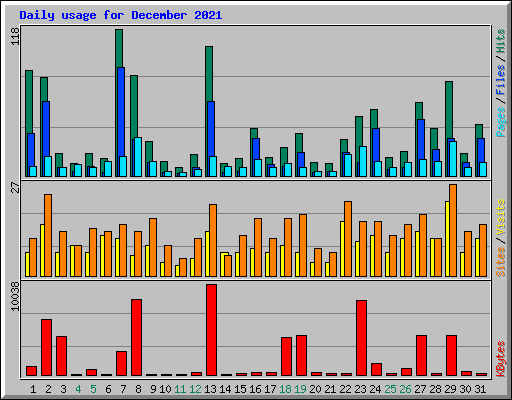 Daily usage for December 2021
118
Pages / Files / Hits
27
Sites / Visits
10038
KBytes
1 2 3 4 5 6 7 8 9 10 11 12 13 14 15 16 17 18 19 20 21 22 23 24 25 26 27 28 29 30 31